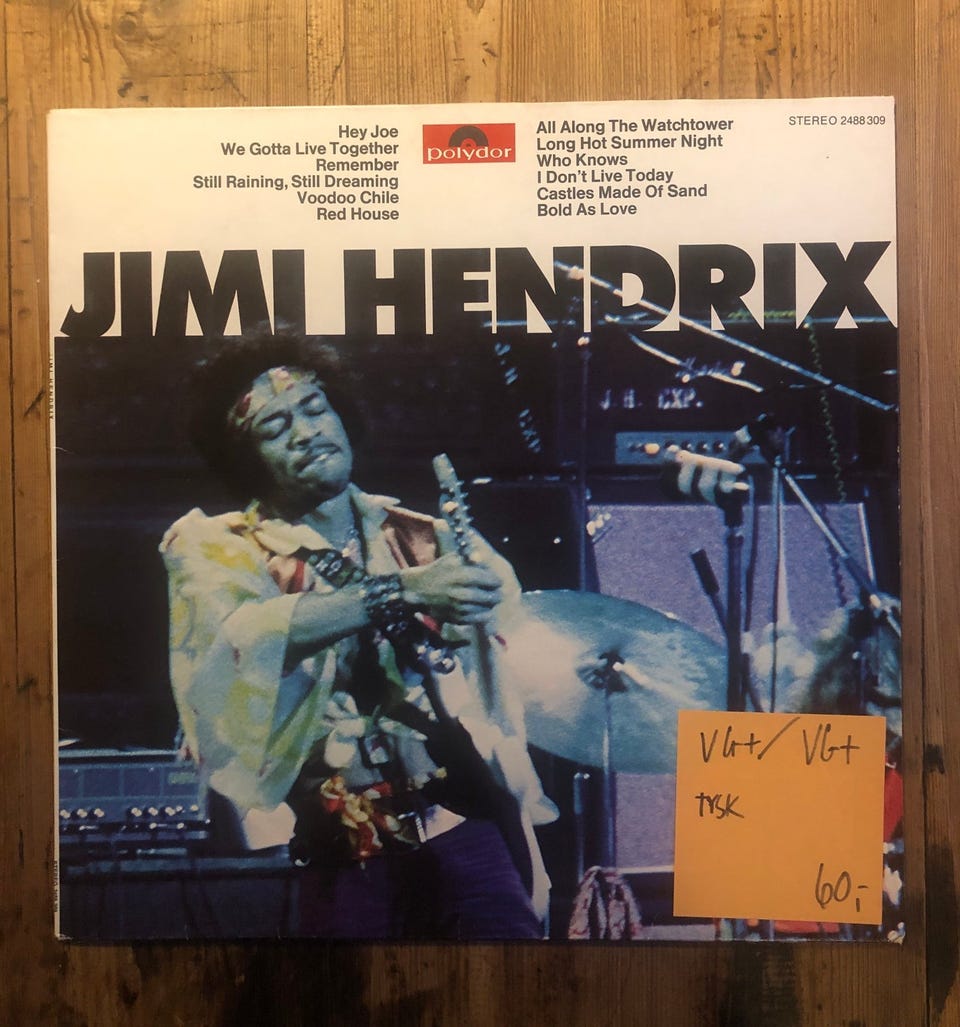 Hey Joe
We Gotta Live Together
Remember
Still Raining, Still Dreaming
Voodoo Chile
Red House
polydor
All Along The Watchtower
Long Hot Summer Night
Who Knows
I Don't Live Today
Castles Made Of Sand
Bold As Love
STEREO 2488 309
JIMI HENDRIX
JIMI HENDRIX
J. H. EXP.
VG+/ VG+
tysk
60,-